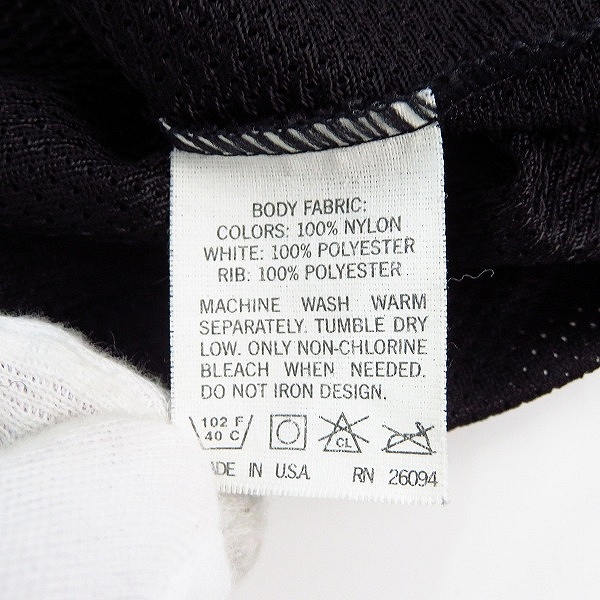 BODY FABRIC:
COLORS: 100% NYLON
WHITE: 100% POLYESTER
RIB: 100% POLYESTER
MACHINE WASH WARM
SEPARATELY. TUMBLE DRY
LOW. ONLY NON-CHLORINE
BLEACH WHEN NEEDED.
DO NOT IRON DESIGN.
102 F
40 C
CL
ADE IN U.S.A. RN 26094